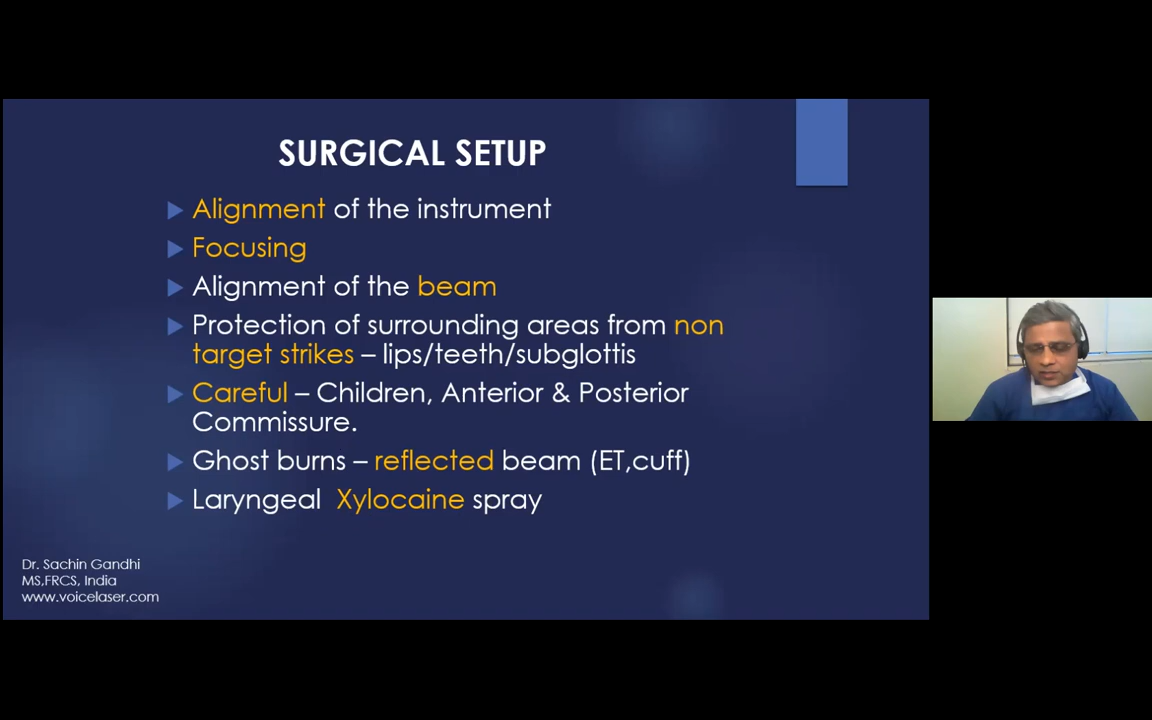 SURGICAL SETUP
Alignment of the instrument
Focusing
Alignment of the beam
Protection of surrounding areas from non
target strikes – lips/teeth/subglottis
Careful – Children, Anterior & Posterior
Commissure.
Ghost burns – reflected beam (ET,cuff)
Laryngeal Xylocaine spray
Dr. Sachin Gandhi
MS,FRCS, India
www.voicelaser.com